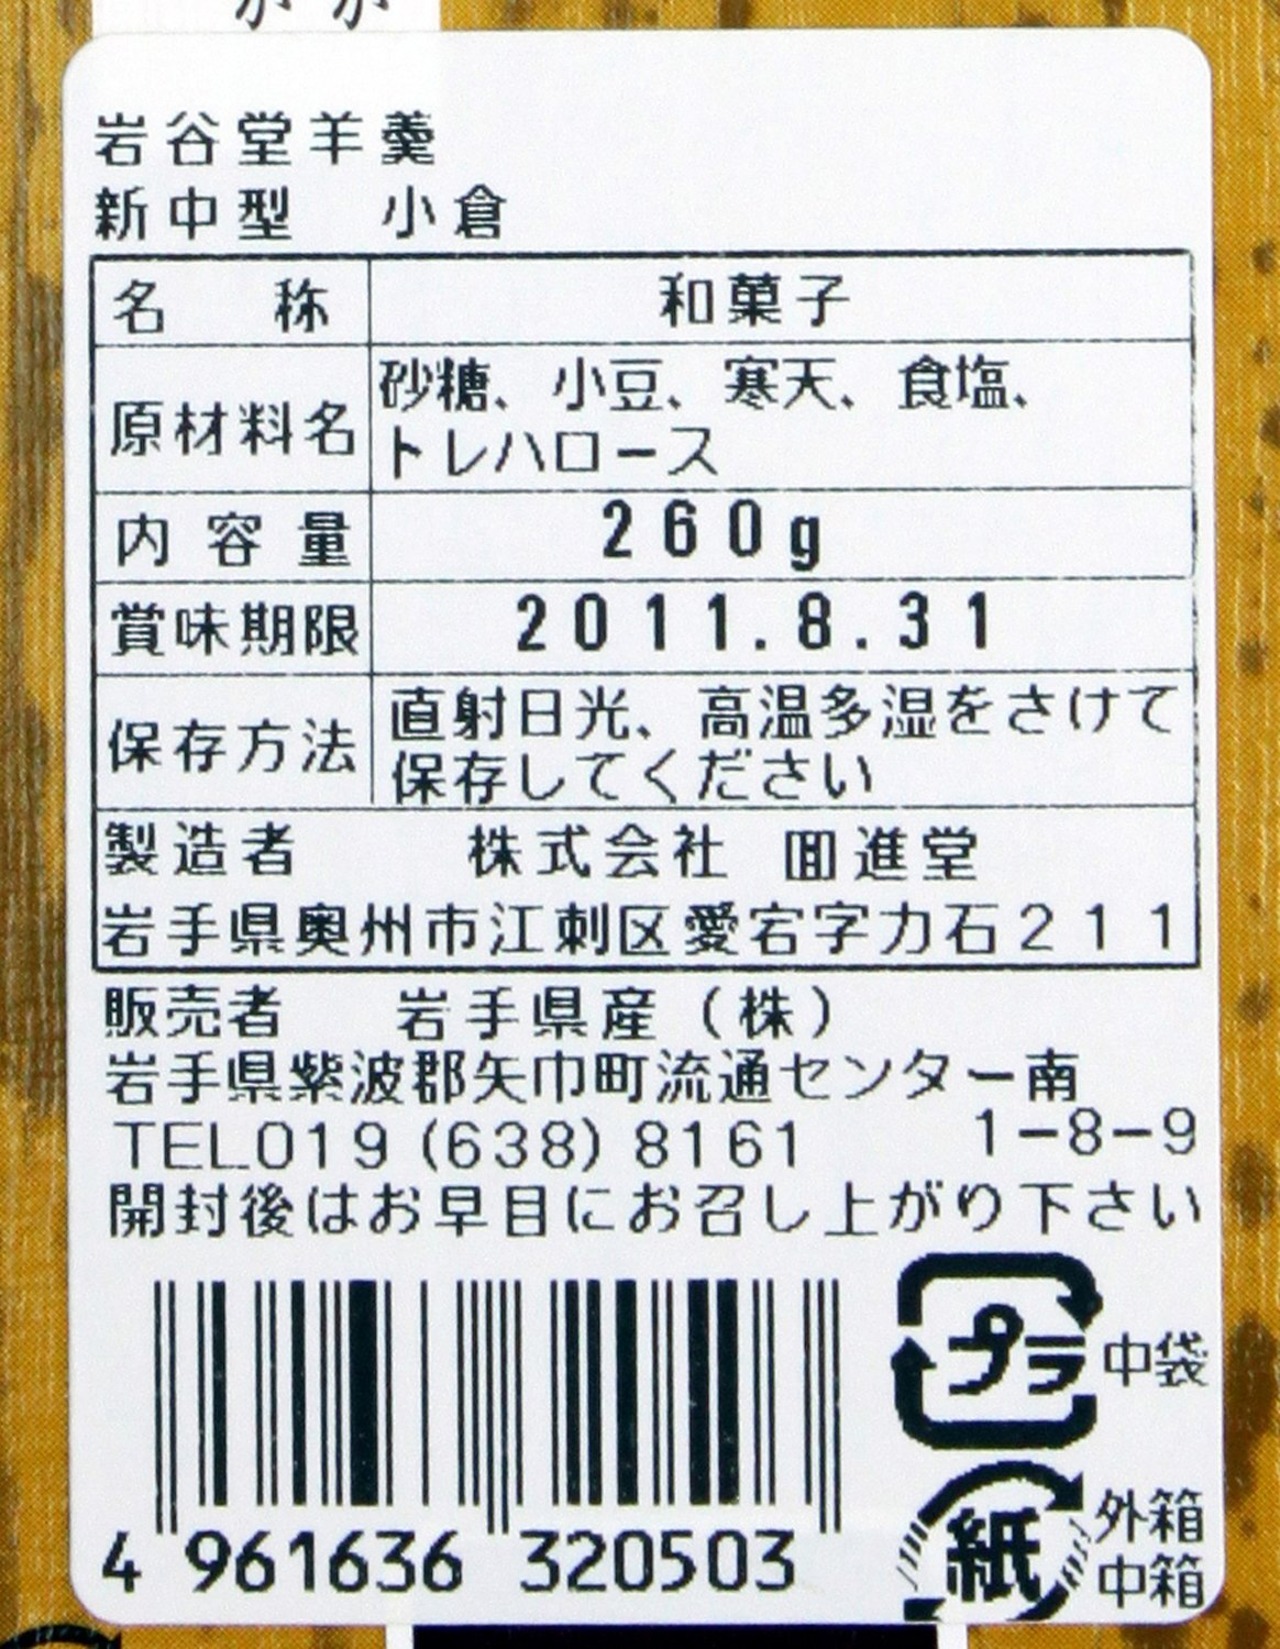 岩谷堂羊羹
新中型　小倉
名　称　和菓子
原材料名　砂糖、小豆、寒天、食塩、
トレハロース
内容量　260g
賞味期限　2011.8.31
保存方法　直射日光、高温多湿をさけて
保存してください
製造者　株式会社 回進堂
岩手県奥州市江刺区愛宕字力石211
販売者　岩手県産（株）
岩手県紫波郡矢巾町流通センター南
TEL019(638)8161　1-8-9
開封後はお早目にお召し上がり下さい
プラ 中袋
紙 外箱
中箱
4 961636 320503